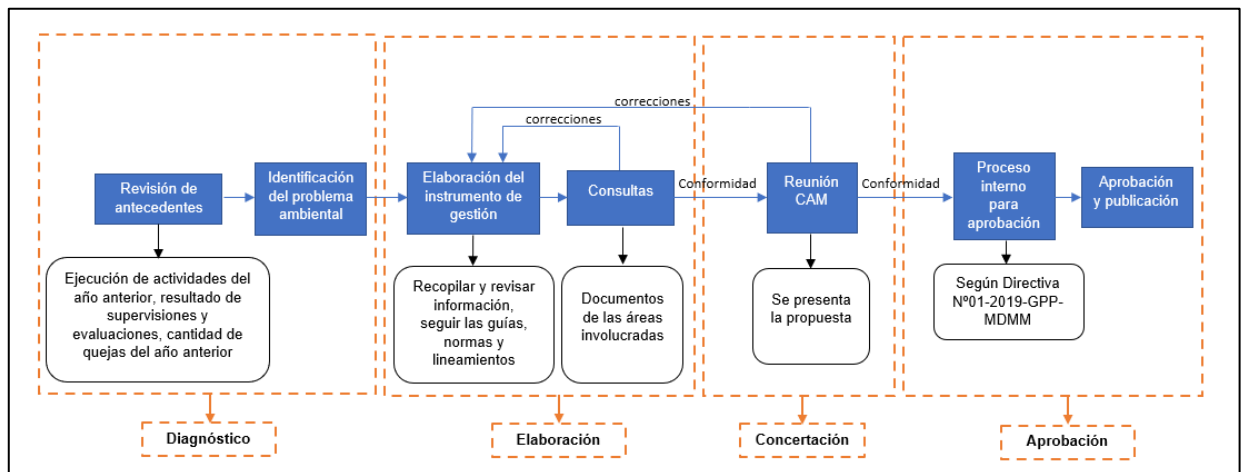 correcciones
correcciones
Revisión de
antecedentes
Identificación
del problema
ambiental
Elaboración del
instrumento de
gestión
Consultas
Conformidad
Reunión
CAM
Conformidad
Proceso
interno para
aprobación
Aprobación
y publicación
Ejecución de actividades del
año anterior, resultado de
supervisiones y
evaluaciones, cantidad de
quejas del año anterior
Recopilar y revisar
información,
seguir las guías,
normas y
lineamientos
Documentos
de las áreas
involucradas
Se presenta
la propuesta
Según Directiva
Nº01-2019-GPP-
MDMM
Diagnóstico
Elaboración
Concertación
Aprobación